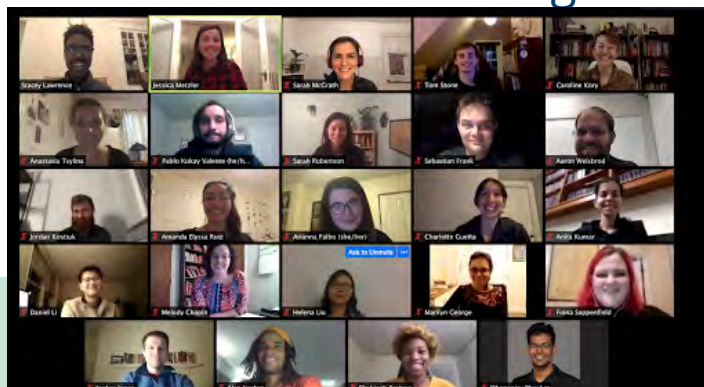 Stacey Lawrence
Jessica Metzler
Sarah McGrath
Tom Stone
Caroline Kory
Anastasia Tsylina
Pablo Kokay Valente (he/h...
Sarah Robertson
Sebastian Frank
Aaron Weisbrod
Jordan Kostiuk
Amanda Elyssa Ruiz
Arianna Falbo (she/her)
Charlotte Guetta
Anita Kumar
Ask to Unmute
Daniel Li
Melody Chapin
Helena Liu
Marilyn George
Fiona Sappenfield